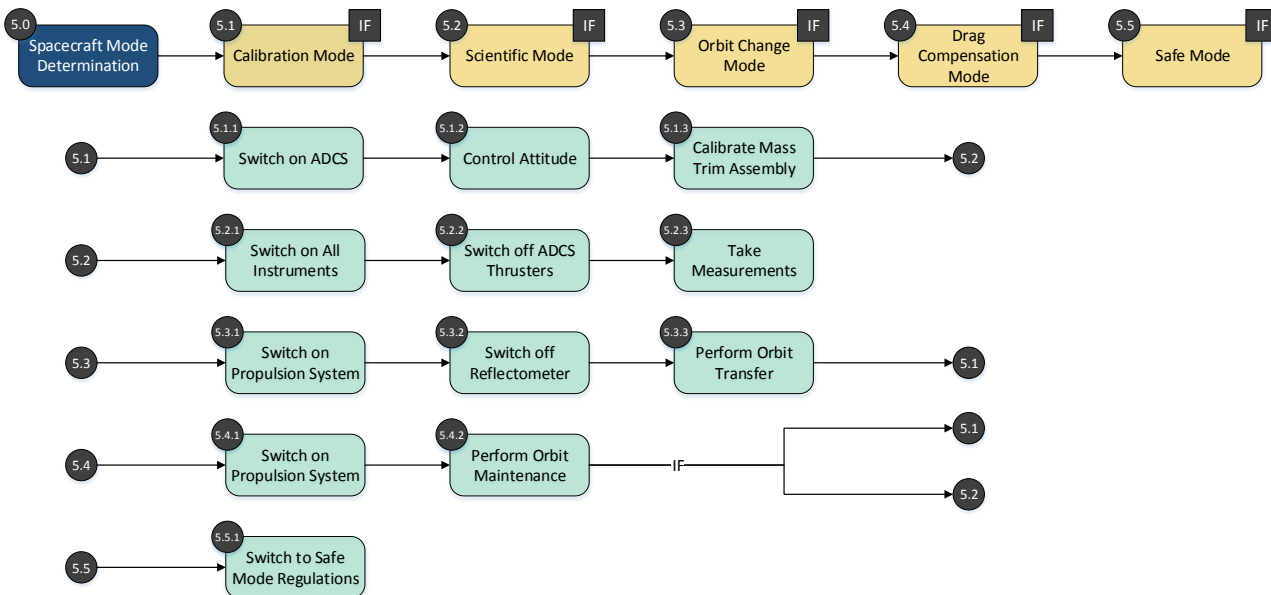 5.0
Spacecraft Mode
Determination
5.1
IF
Calibration Mode
5.2
IF
Scientific Mode
5.3
IF
Orbit Change
Mode
5.4
IF
Drag
Compensation
Mode
5.5
IF
Safe Mode
5.1
5.1.1
Switch on ADCS
5.1.2
Control Attitude
5.1.3
Calibrate Mass
Trim Assembly
5.2
5.2
5.2.1
Switch on All
Instruments
5.2.2
Switch off ADCS
Thrusters
5.2.3
Take
Measurements
5.3
5.3.1
Switch on
Propulsion System
5.3.2
Switch off
Reflectometer
5.3.3
Perform Orbit
Transfer
5.1
5.4
5.4.1
Switch on
Propulsion System
5.4.2
Perform Orbit
Maintenance
IF
5.1
5.2
5.5
5.5.1
Switch to Safe
Mode Regulations